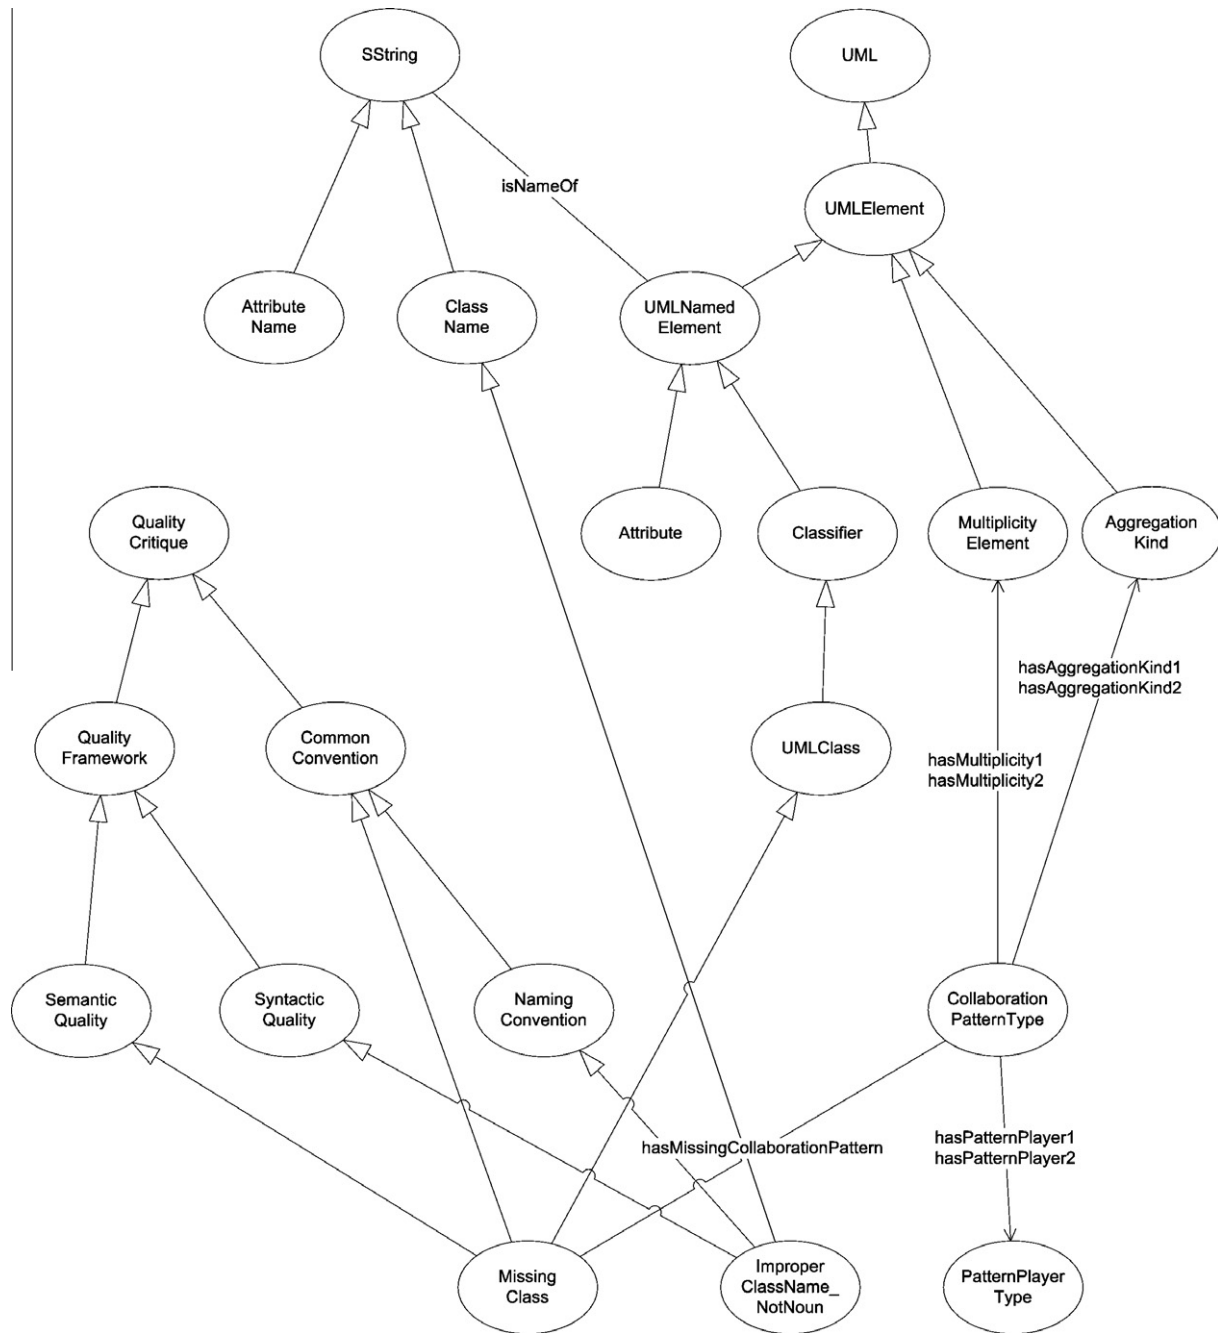 SString
UML
isNameOf
UMLElement
Attribute
Name
Class
Name
UMLNamed
Element
Quality
Critique
Attribute
Classifier
Multiplicity
Element
Aggregation
Kind
hasAggregationKind1
hasAggregationKind2
Quality
Framework
Common
Convention
UMLClass
hasMultiplicity1
hasMultiplicity2
Semantic
Quality
Syntactic
Quality
Naming
Convention
Collaboration
PatternType
hasMissingCollaborationPattern
hasPatternPlayer1
hasPatternPlayer2
Missing
Class
Improper
ClassName_
NotNoun
PatternPlayer
Type